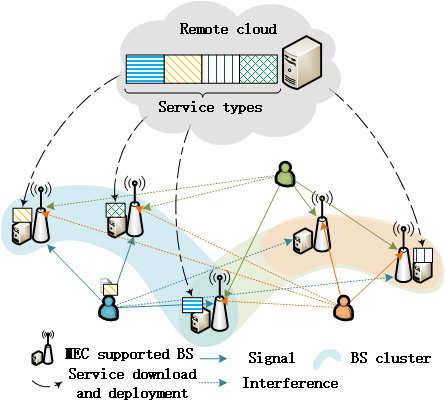 Remote cloud
Service types
MEC supported BS
Signal
BS cluster
Service download
and deployment
Interference